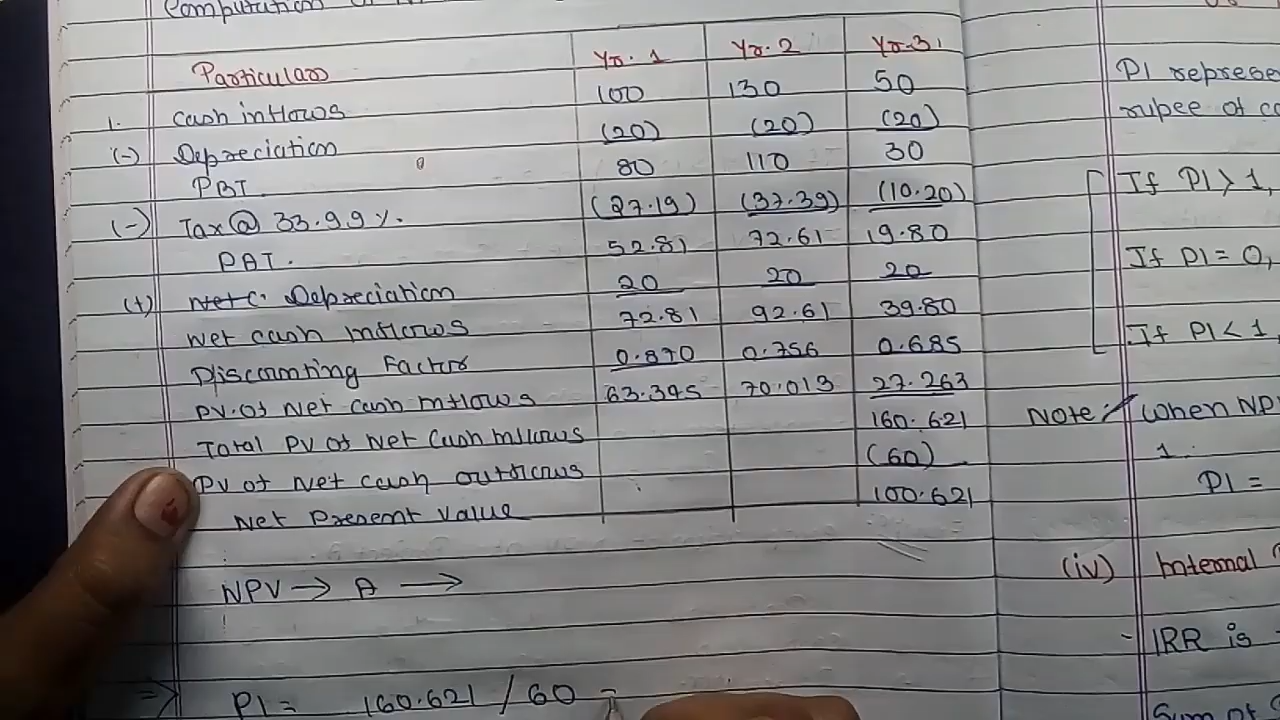 Computation of
Particulars Yr. 1 Yr. 2 Yr. 3
1. Cash inflows 100 130 50
(-) Depreciation (20) (20) (20)
PBT 80 110 30
(-) Tax @ 33.99 %. (27.19) (37.39) (10.20)
PAT. 52.81 72.61 19.80
(+) Net C. Depreciation 20 20 20
Net cash Inflows 72.81 92.61 39.80
Discounting Factor 0.870 0.756 0.685
PV. of Net Cash inflows 63.345 70.013 27.263
Total PV of Net Cash inflows 160.621
PV of Net cash outflows (60)
Net Present Value 100.621
NPV → A →
⇒ PI = 160.621 / 60 =
PI represe
rupee of co
If PI > 1,
If PI = 0,
If PI < 1,
Note: When NP
1.
PI =
(iv) Internal
- IRR is
Sum of